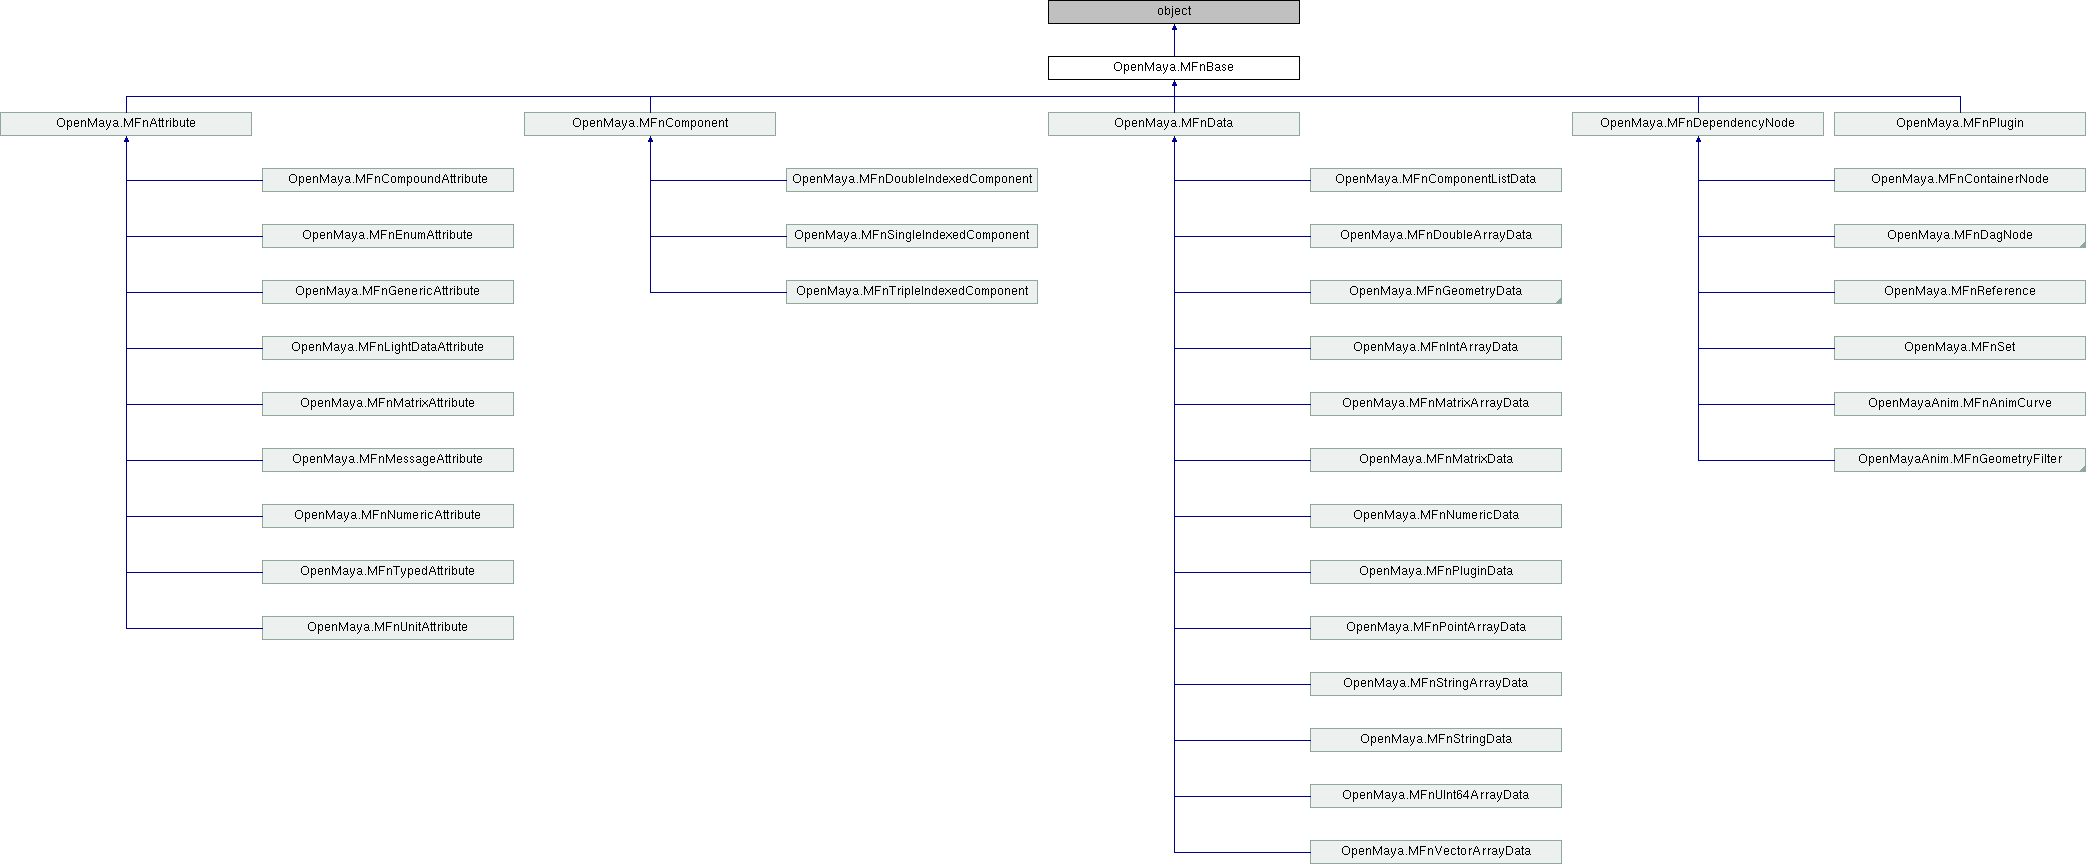 object
OpenMaya.MFnBase
OpenMaya.MFnAttribute
OpenMaya.MFnComponent
OpenMaya.MFnData
OpenMaya.MFnDependencyNode
OpenMaya.MFnPlugin
OpenMaya.MFnCompoundAttribute
OpenMaya.MFnEnumAttribute
OpenMaya.MFnGenericAttribute
OpenMaya.MFnLightDataAttribute
OpenMaya.MFnMatrixAttribute
OpenMaya.MFnMessageAttribute
OpenMaya.MFnNumericAttribute
OpenMaya.MFnTypedAttribute
OpenMaya.MFnUnitAttribute
OpenMaya.MFnDoubleIndexedComponent
OpenMaya.MFnSingleIndexedComponent
OpenMaya.MFnTripleIndexedComponent
OpenMaya.MFnComponentListData
OpenMaya.MFnDoubleArrayData
OpenMaya.MFnGeometryData
OpenMaya.MFnIntArrayData
OpenMaya.MFnMatrixArrayData
OpenMaya.MFnMatrixData
OpenMaya.MFnNumericData
OpenMaya.MFnPluginData
OpenMaya.MFnPointArrayData
OpenMaya.MFnStringArrayData
OpenMaya.MFnStringData
OpenMaya.MFnUInt64ArrayData
OpenMaya.MFnVectorArrayData
OpenMaya.MFnContainerNode
OpenMaya.MFnDagNode
OpenMaya.MFnReference
OpenMaya.MFnSet
OpenMayaAnim.MFnAnimCurve
OpenMayaAnim.MFnGeometryFilter